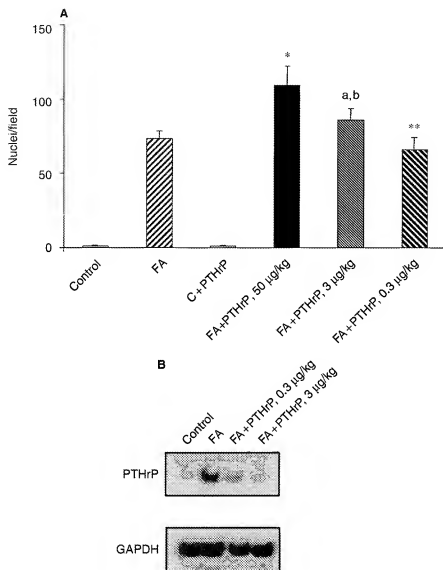 A
150
100
50
0
Nuclei/field
*
a,b
**
Control
FA
C+PTHrP
FA+PTHrP, 50 µg/kg
FA+PTHrP, 3 µg/kg
FA+PTHrP, 0.3 µg/kg
B
Control
FA
FA+PTHrP, 0.3 µg/kg
FA+PTHrP, 3 µg/kg
PTHrP
GAPDH